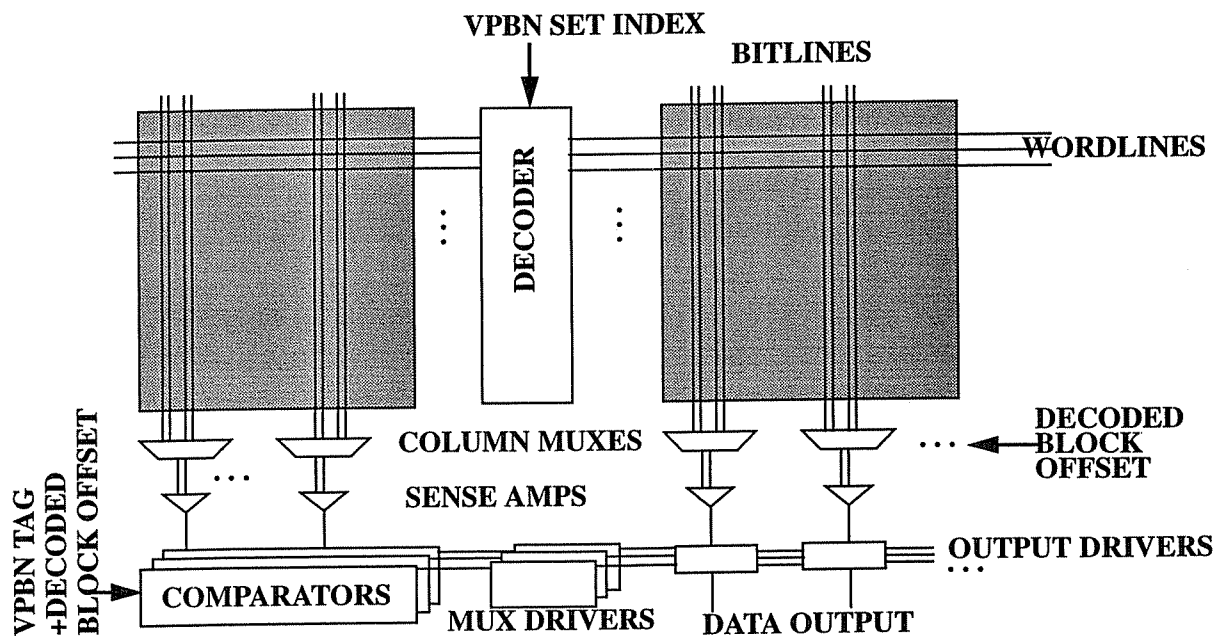 VPBN SET INDEX
BITLINES
WORDLINES
DECODER
COLUMN MUXES
DECODED
BLOCK
OFFSET
SENSE AMPS
VPBN TAG
+DECODED
BLOCK OFFSET
COMPARATORS
MUX DRIVERS
OUTPUT DRIVERS
DATA OUTPUT